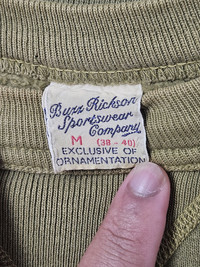 Buzz Rickson
Sportswear
Company
M (38-40)
EXCLUSIVE OF
ORNAMENTATION